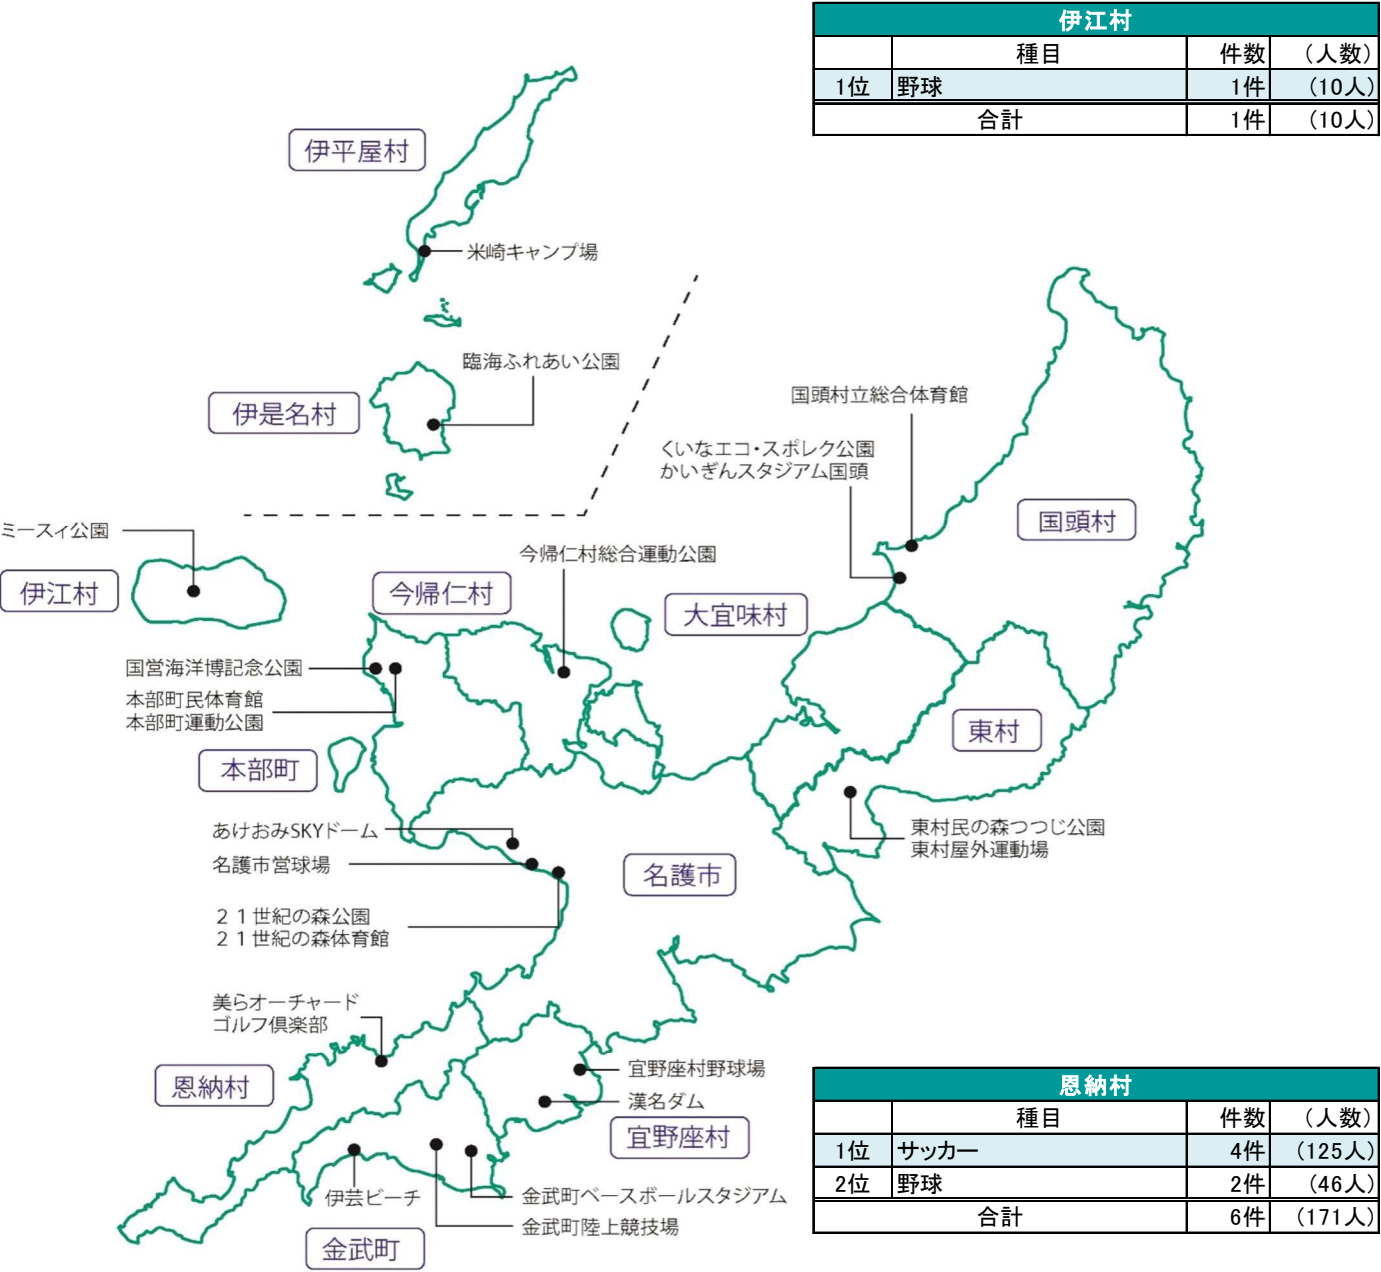 伊江村
種目 件数 （人数）
1位 野球 1件 （10人）
合計 1件 （10人）
伊平屋村
米崎キャンプ場
臨海ふれあい公園
伊是名村
国頭村立総合体育館
くいなエコ・スポレク公園
かいぎんスタジアム国頭
国頭村
ミースィ公園
伊江村
今帰仁村総合運動公園
今帰仁村
大宜味村
国営海洋博記念公園
本部町民体育館
本部町運動公園
東村
本部町
あけおみSKYドーム
名護市営球場
東村民の森つつじ公園
東村屋外運動場
名護市
２１世紀の森公園
２１世紀の森体育館
美らオーチャード
ゴルフ倶楽部
恩納村
宜野座村野球場
漢名ダム
宜野座村
伊芸ビーチ
金武町ベースボールスタジアム
金武町陸上競技場
金武町
恩納村
種目 件数 （人数）
1位 サッカー 4件 （125人）
2位 野球 2件 （46人）
合計 6件 （171人）